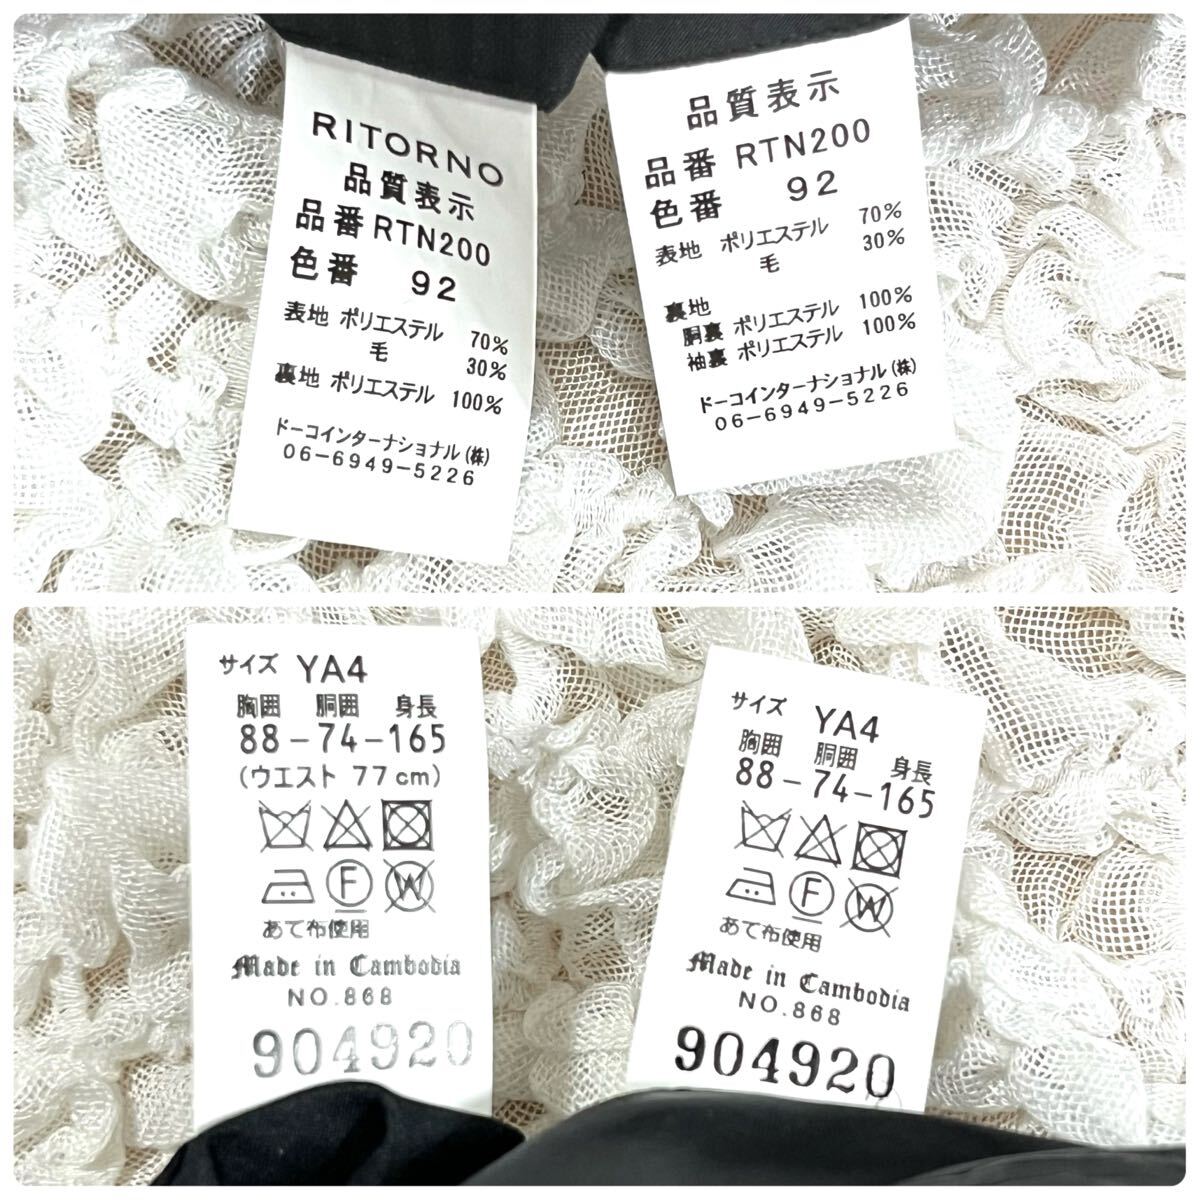 RITORNO
品質表示
品番 RTN200
色番 92
表地 ポリエステル 70%
毛 30%
裏地 ポリエステル 100%
ドーコインターナショナル(株)
06-6949-5226
品質表示
品番 RTN200
色番 92
表地 ポリエステル 70%
毛 30%
裏地
胴裏 ポリエステル 100%
袖裏 ポリエステル 100%
ドーコインターナショナル(株)
06-6949-5226
サイズ YA4
胸囲 胴囲 身長
88-74-165
(ウエスト 77cm)
F W
あて布使用
Made in Cambodia
NO.868
904920
サイズ YA4
胸囲 胴囲 身長
88-74-165
F W
あて布使用
Made in Cambodia
NO.868
904920